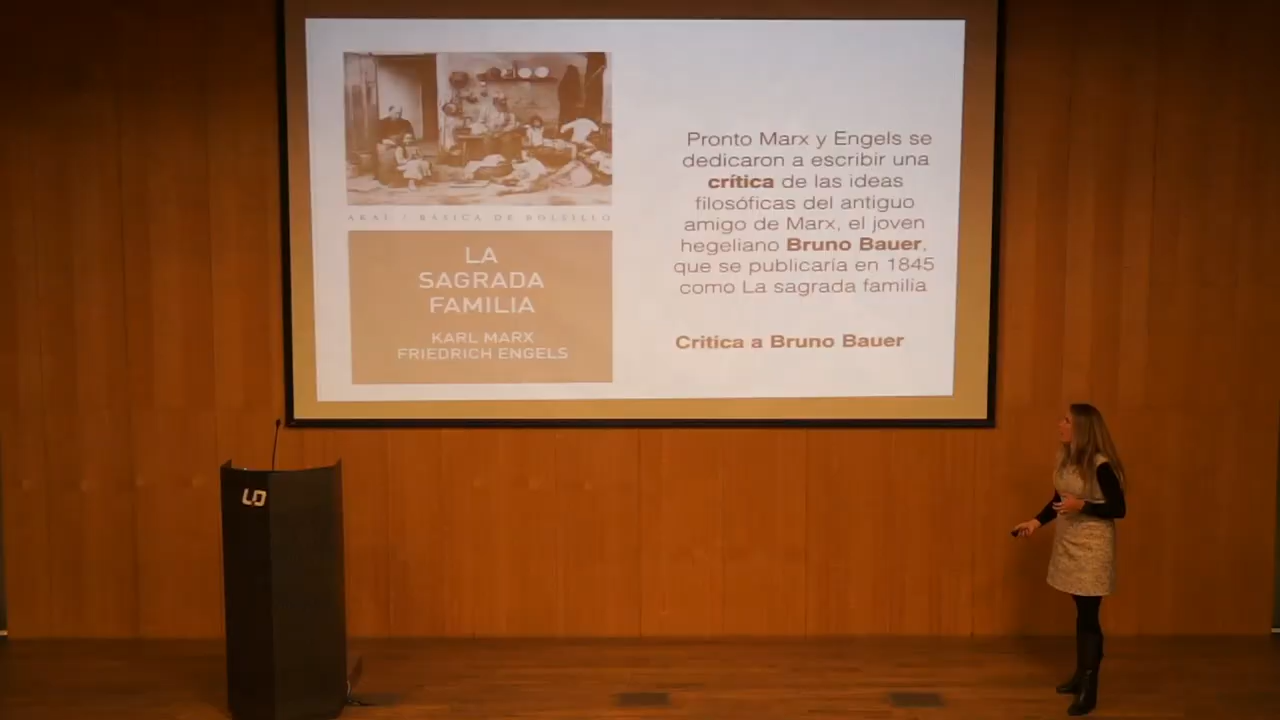 AKAL / BÁSICA DE BOLSILLO
LA
SAGRADA
FAMILIA
KARL MARX
FRIEDRICH ENGELS
Pronto Marx y Engels se
dedicaron a escribir una
crítica de las ideas
filosóficas del antiguo
amigo de Marx, el joven
hegeliano Bruno Bauer,
que se publicaría en 1845
como La sagrada familia
Critica a Bruno Bauer
UD